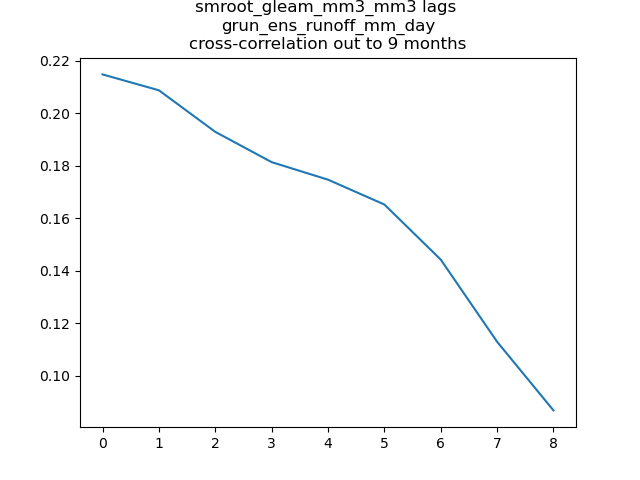 smroot_gleam_mm3_mm3 lags
grun_ens_runoff_mm_day
cross-correlation out to 9 months
0.22
0.20
0.18
0.16
0.14
0.12
0.10
0 1 2 3 4 5 6 7 8